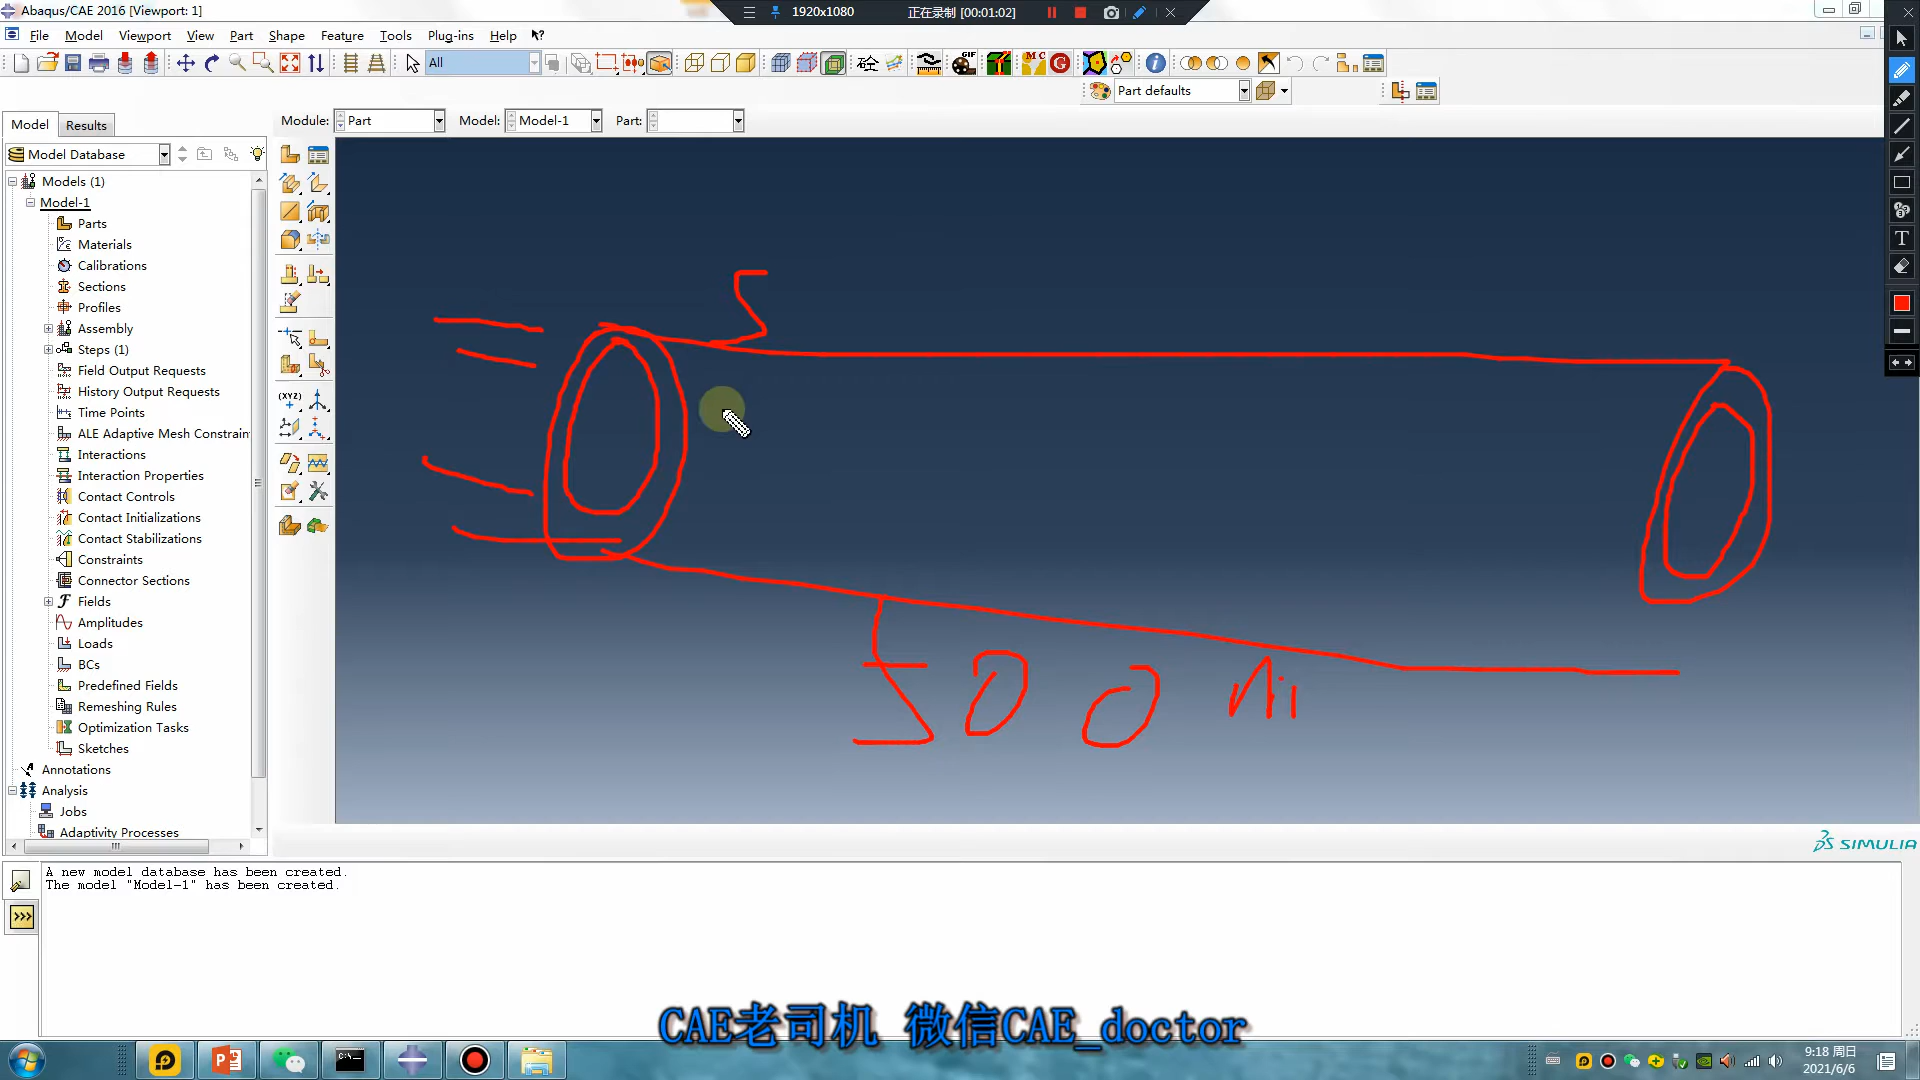 Abaqus/CAE 2016 [Viewport: 1]
1920x1080 正在录制 [00:01:02]
File Model Viewport View Part Shape Feature Tools Plug-ins Help
All
Part defaults
Model Results
Module: Part Model: Model-1 Part:
Model Database
Models (1)
Model-1
Parts
Materials
Calibrations
Sections
Profiles
Assembly
Steps (1)
Field Output Requests
History Output Requests
Time Points
ALE Adaptive Mesh Constrain
Interactions
Interaction Properties
Contact Controls
Contact Initializations
Contact Stabilizations
Constraints
Connector Sections
Fields
Amplitudes
Loads
BCs
Predefined Fields
Remeshing Rules
Optimization Tasks
Sketches
Annotations
Analysis
Jobs
Adaptivity Processes
(XYZ)
GIF
MC
砼
5
500
SIMULIA
A new model database has been created.
The model "Model-1" has been created.
>>>
CAE老司机 微信CAE_doctor
9:18 周日
2021/6/6